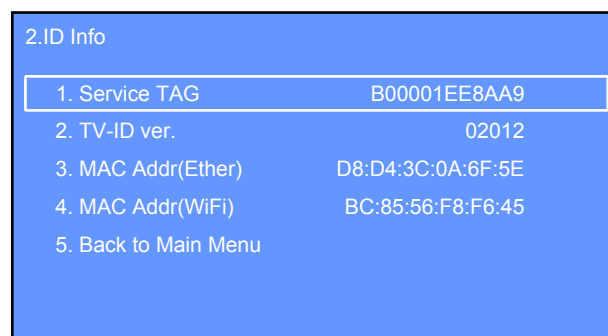 2.ID Info
1. Service TAG B00001EE8AA9
2. TV-ID ver. 02012
3. MAC Addr(Ether) D8:D4:3C:0A:6F:5E
4. MAC Addr(WiFi) BC:85:56:F8:F6:45
5. Back to Main Menu